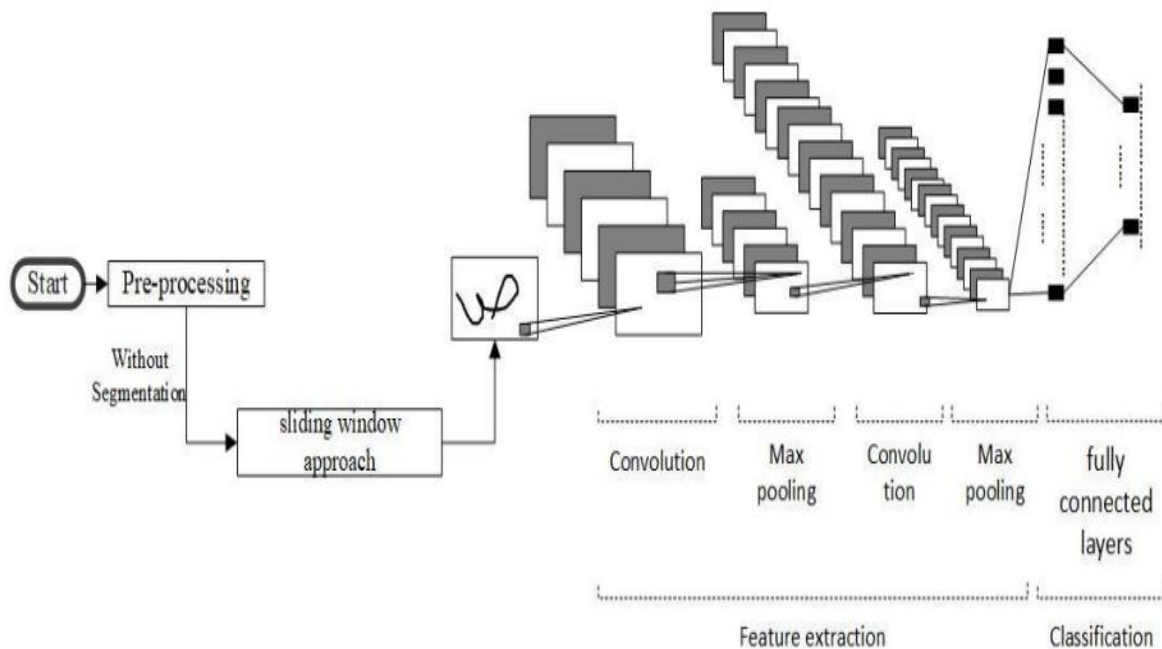 Start
Pre-processing
Without
Segmentation
sliding window
approach
Convolution
Max
pooling
Convolu
tion
Max
pooling
fully
connected
layers
Feature extraction
Classification